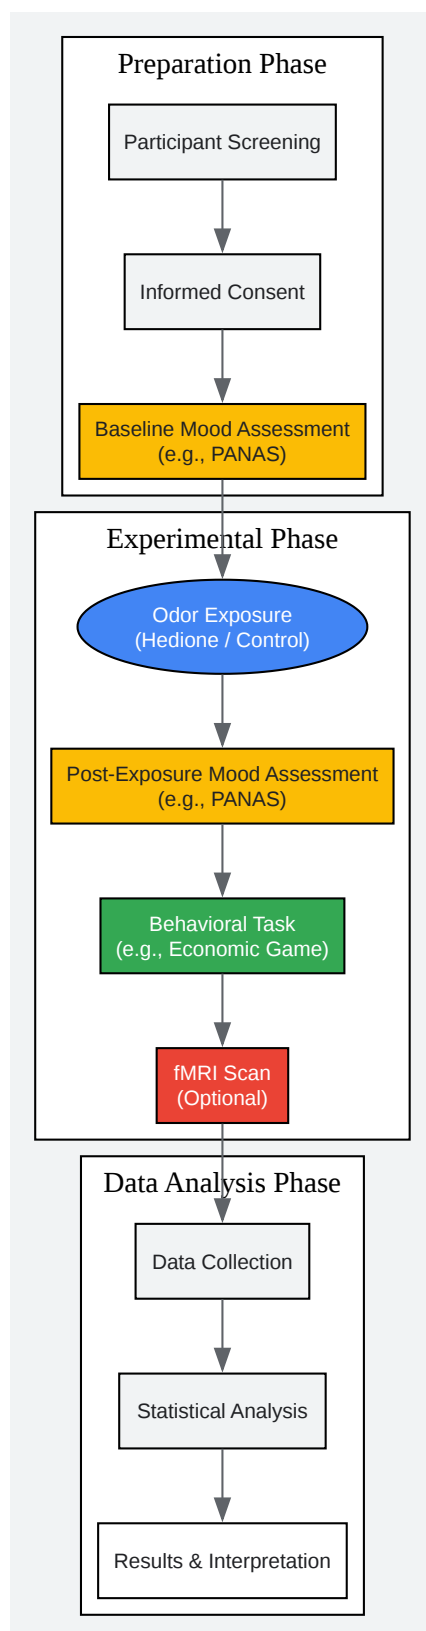 Preparation Phase
Participant Screening
Informed Consent
Baseline Mood Assessment
(e.g., PANAS)
Experimental Phase
Odor Exposure
(Hedione / Control)
Post-Exposure Mood Assessment
(e.g., PANAS)
Behavioral Task
(e.g., Economic Game)
fMRI Scan
(Optional)
Data Analysis Phase
Data Collection
Statistical Analysis
Results & Interpretation